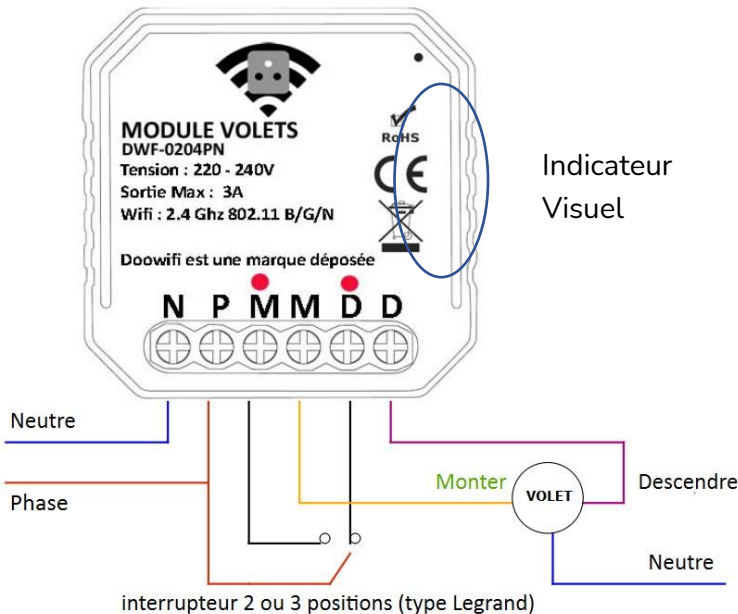 MODULE VOLETS
DWF-0204PN
Tension : 220 - 240V
Sortie Max : 3A
Wifi : 2.4 Ghz 802.11 B/G/N
RoHS
CE
Doowifi est une marque déposée
Indicateur
Visuel
N P M M D D
Neutre
Phase
Monter
VOLET
Descendre
Neutre
interrupteur 2 ou 3 positions (type Legrand)